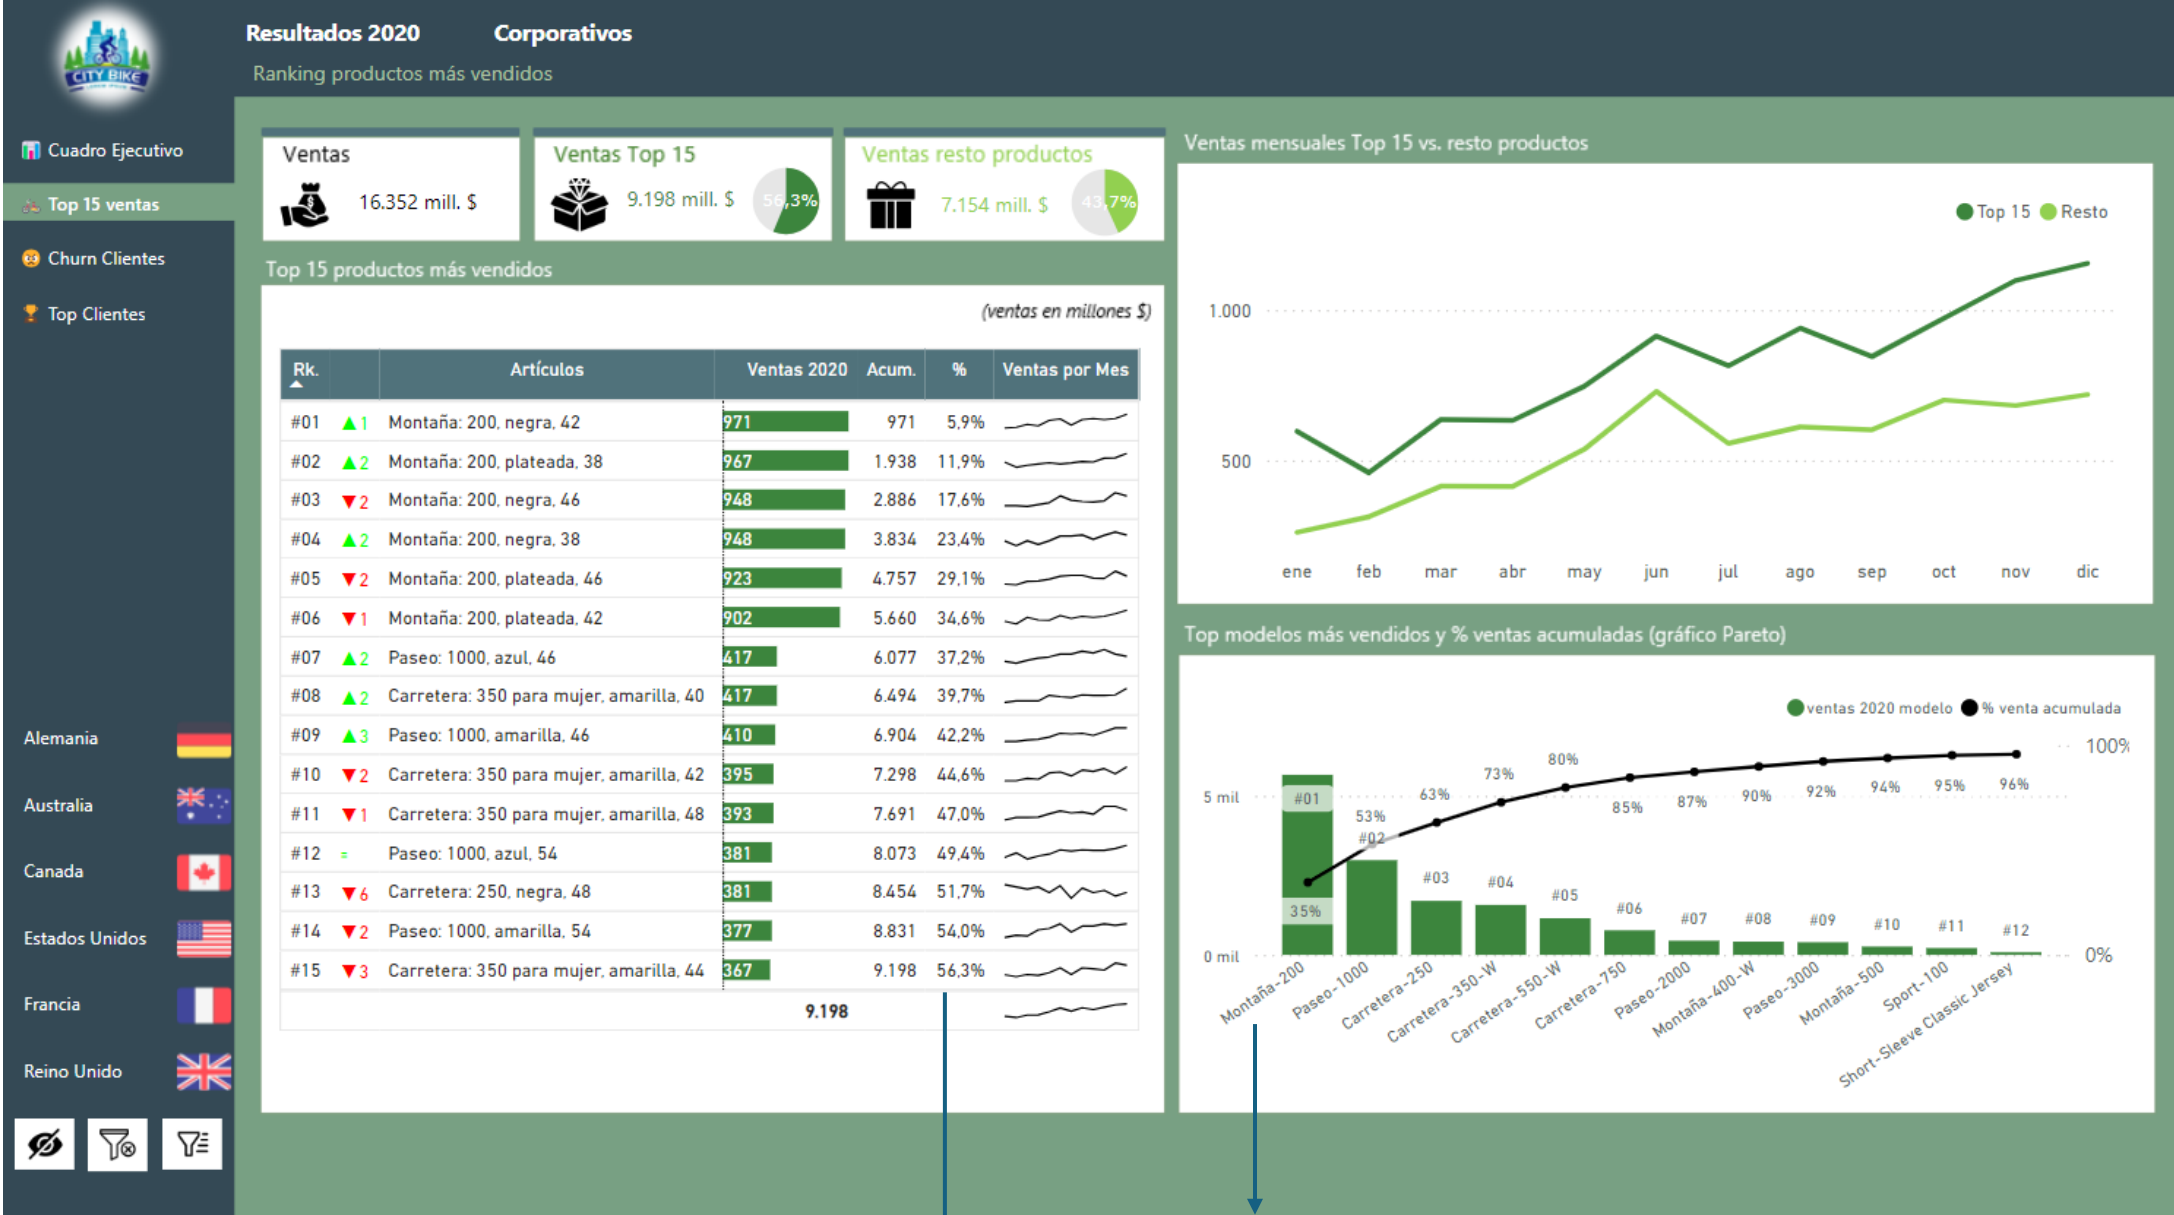 CITY BIKE
Resultados 2020 Corporativos
Ranking productos más vendidos
Cuadro Ejecutivo
Top 15 ventas
Churn Clientes
Top Clientes
Alemania
Australia
Canada
Estados Unidos
Francia
Reino Unido
Ventas
16.352 mill. $
Ventas Top 15
9.198 mill. $
56,3%
Ventas resto productos
7.154 mill. $
43,7%
Top 15 productos más vendidos
(ventas en millones $)
Rk. Artículos Ventas 2020 Acum. % Ventas por Mes
#01 ▲1 Montaña: 200, negra, 42 971 971 5,9%
#02 ▲2 Montaña: 200, plateada, 38 967 1.938 11,9%
#03 ▼2 Montaña: 200, negra, 46 948 2.886 17,6%
#04 ▲2 Montaña: 200, negra, 38 948 3.834 23,4%
#05 ▼2 Montaña: 200, plateada, 46 923 4.757 29,1%
#06 ▼1 Montaña: 200, plateada, 42 902 5.660 34,6%
#07 ▲2 Paseo: 1000, azul, 46 417 6.077 37,2%
#08 ▲2 Carretera: 350 para mujer, amarilla, 40 417 6.494 39,7%
#09 ▲3 Paseo: 1000, amarilla, 46 410 6.904 42,2%
#10 ▼2 Carretera: 350 para mujer, amarilla, 42 395 7.298 44,6%
#11 ▼1 Carretera: 350 para mujer, amarilla, 48 393 7.691 47,0%
#12 = Paseo: 1000, azul, 54 381 8.073 49,4%
#13 ▼6 Carretera: 250, negra, 48 381 8.454 51,7%
#14 ▼2 Paseo: 1000, amarilla, 54 377 8.831 54,0%
#15 ▼3 Carretera: 350 para mujer, amarilla, 44 367 9.198 56,3%
9.198
Ventas mensuales Top 15 vs. resto productos
Top 15 Resto
1.000
500
ene feb mar abr may jun jul ago sep oct nov dic
Top modelos más vendidos y % ventas acumuladas (gráfico Pareto)
ventas 2020 modelo % venta acumulada
100%
5 mil
0 mil
0%
35% 53% 63% 73% 80% 85% 87% 90% 92% 94% 95% 96%
#01 #02 #03 #04 #05 #06 #07 #08 #09 #10 #11 #12
Montaña-200
Paseo-1000
Carretera-250
Carretera-350-W
Carretera-550-W
Carretera-750
Paseo-2000
Montaña-400-W
Paseo-3000
Montaña-500
Sport-100
Short-Sleeve Classic Jersey